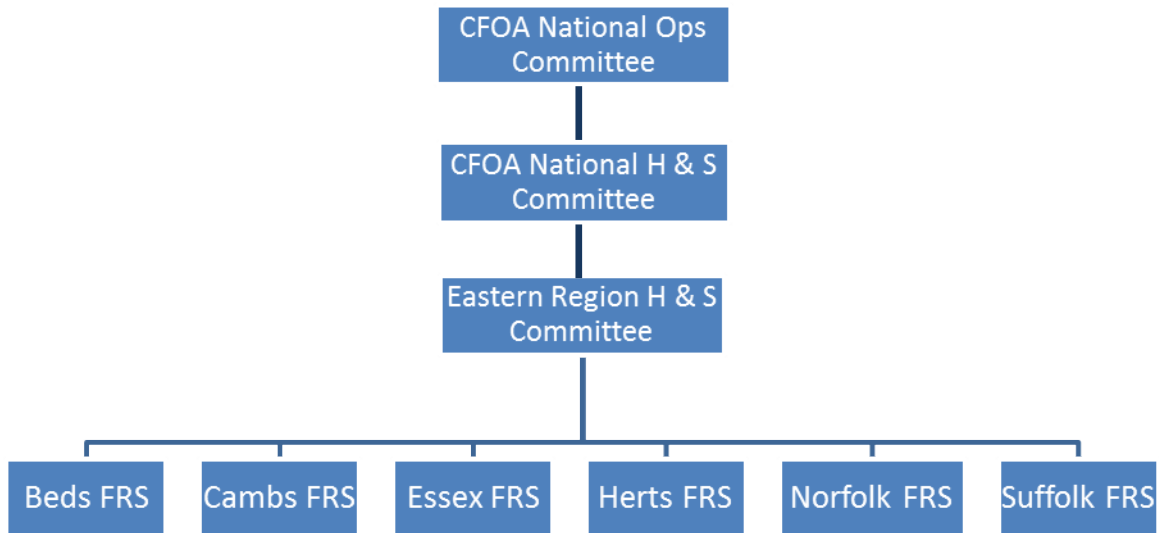 CFOA National Ops
Committee
CFOA National H & S
Committee
Eastern Region H & S
Committee
Beds FRS
Cambs FRS
Essex FRS
Herts FRS
Norfolk FRS
Suffolk FRS